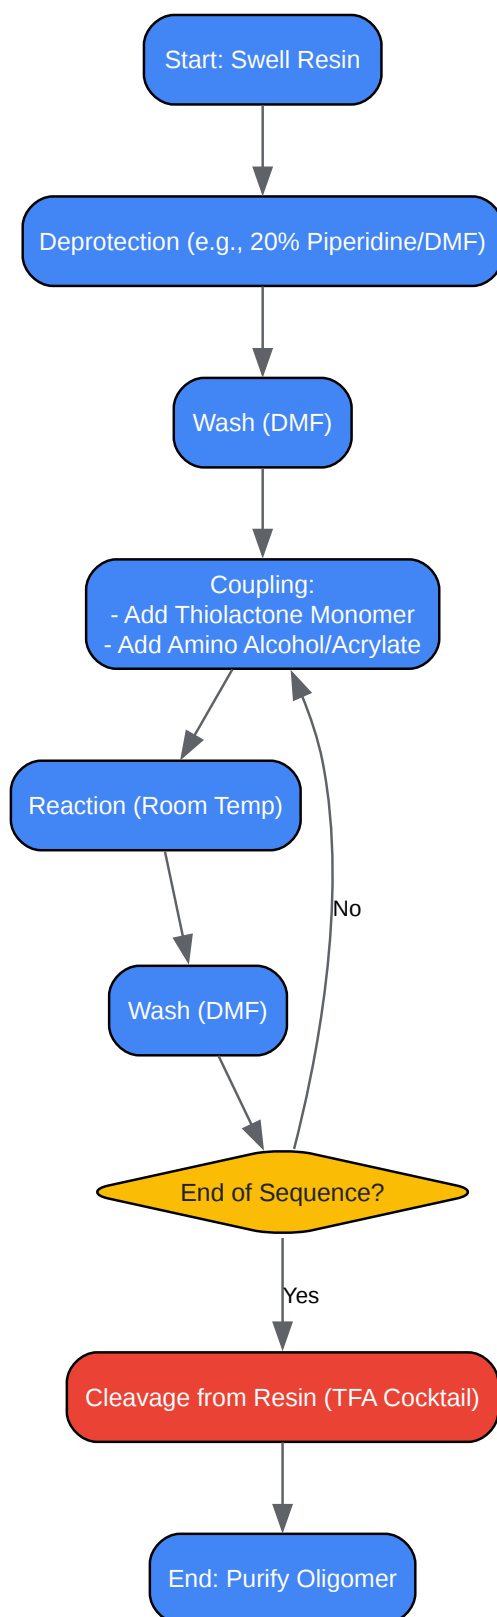 Start: Swell Resin
Deprotection (e.g., 20% Piperidine/DMF)
Wash (DMF)
Coupling:
- Add Thiolactone Monomer
- Add Amino Alcohol/Acrylate
Reaction (Room Temp)
No
Wash (DMF)
End of Sequence?
Yes
Cleavage from Resin (TFA Cocktail)
End: Purify Oligomer